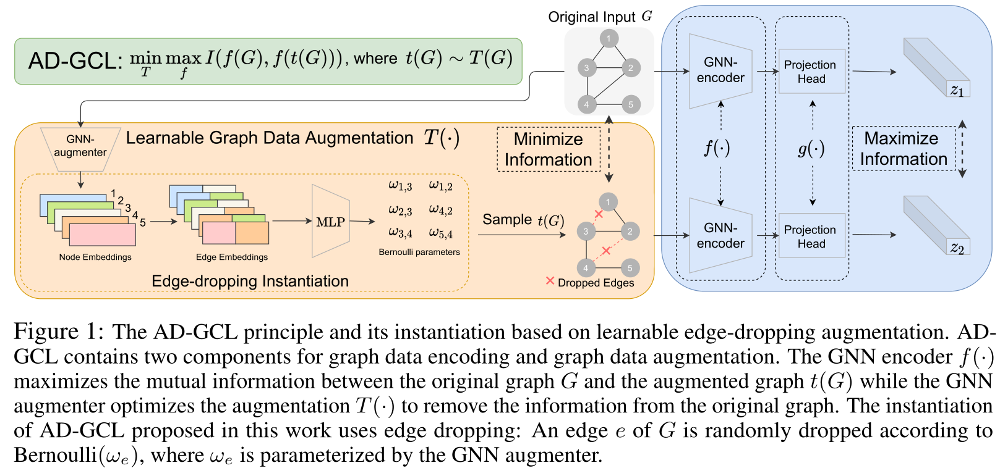 Original Input G
AD-GCL: min max I(f(G), f(t(G))), where t(G) ∼ T(G)
T f
1
3 2
4 5
GNN-
encoder
Projection
Head
z₁
GNN-
augmenter
Learnable Graph Data Augmentation T(·)
Minimize
Information
f(·)
g(·)
Maximize
Information
1
2
3
4
5
Node Embeddings
Edge Embeddings
MLP
ω₁,₃ ω₁,₂
ω₂,₃ ω₄,₂
ω₃,₄ ω₅,₄
Bernoulli parameters
Edge-dropping Instantiation
Sample t(G)
1
3 2
4 5
Dropped Edges
GNN-
encoder
Projection
Head
z₂
Figure 1: The AD-GCL principle and its instantiation based on learnable edge-dropping augmentation. AD-
GCL contains two components for graph data encoding and graph data augmentation. The GNN encoder f(·)
maximizes the mutual information between the original graph G and the augmented graph t(G) while the GNN
augmenter optimizes the augmentation T(·) to remove the information from the original graph. The instantiation
of AD-GCL proposed in this work uses edge dropping: An edge e of G is randomly dropped according to
Bernoulli(ωₑ), where ωₑ is parameterized by the GNN augmenter.